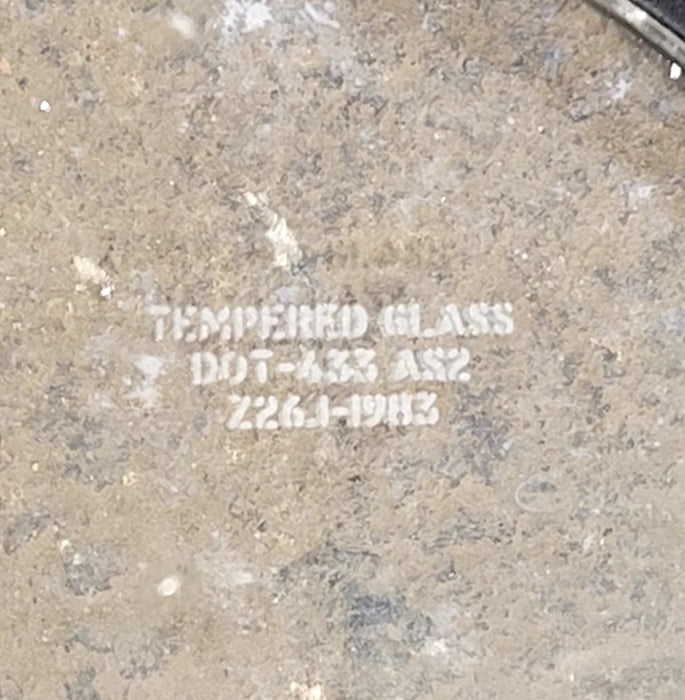 TEMPERED GLASS
DOT-433 AS2
Z26.1-1983